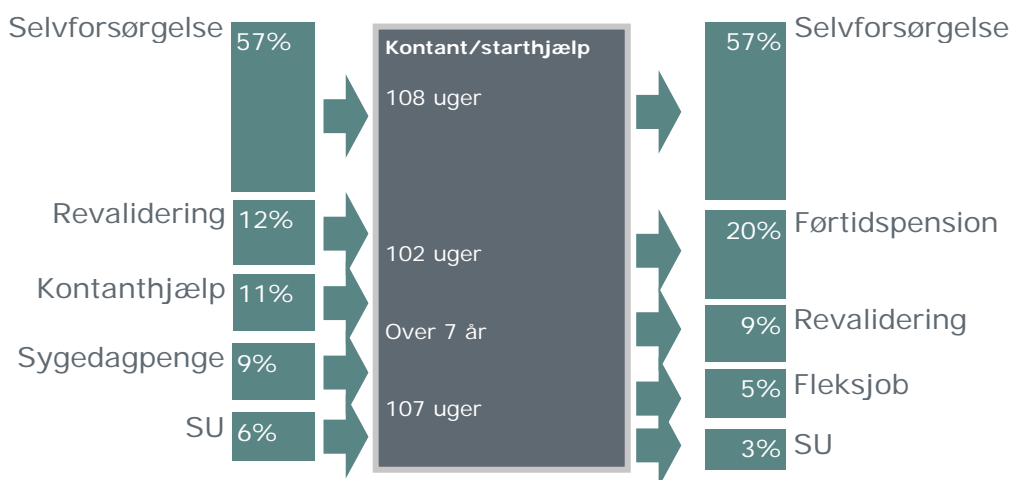 Selvforsørgelse
57%
Revalidering
12%
Kontanthjælp
11%
Sygedagpenge
9%
SU
6%
Kontant/starthjælp
108 uger
102 uger
Over 7 år
107 uger
57%
Selvforsørgelse
20%
Førtidspension
9%
Revalidering
5%
Fleksjob
3%
SU